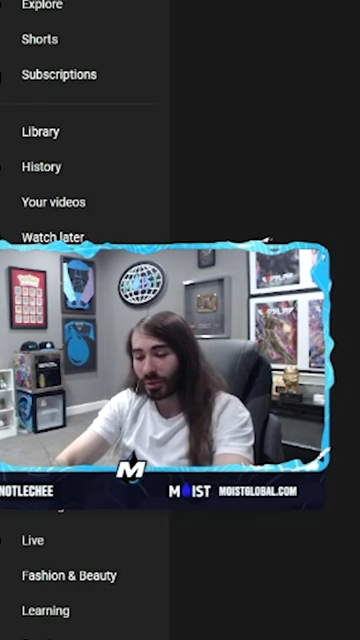 Explore
Shorts
Subscriptions
Library
History
Your videos
Watch later
M
NOTLECHEE
MOIST
MOISTGLOBAL.COM
Live
Fashion & Beauty
Learning